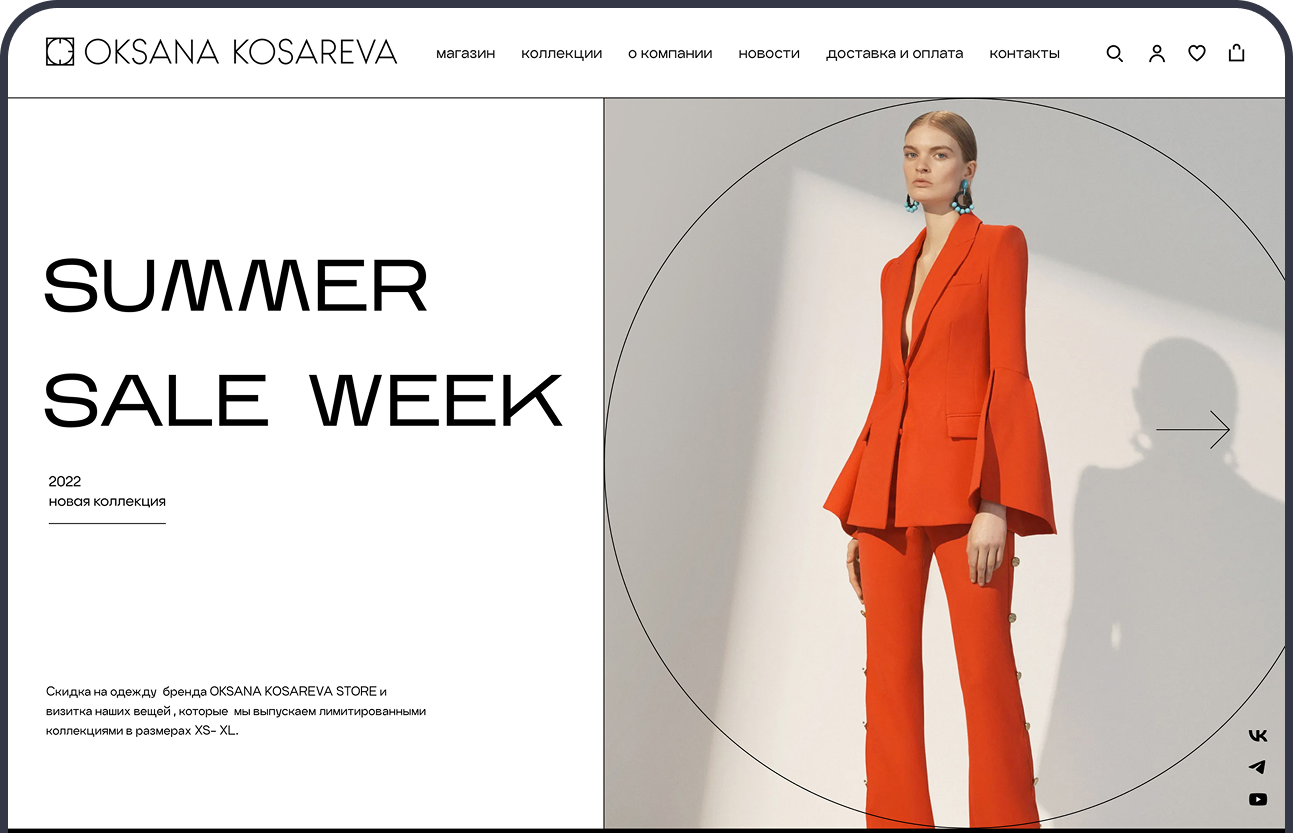 OKSANA KOSAREVA
магазин коллекции о компании новости доставка и оплата контакты
SUMMER
SALE WEEK
2022
новая коллекция
Скидка на одежду бренда OKSANA KOSAREVA STORE и
визитка наших вещей , которые мы выпускаем лимитированными
коллекциями в размерах XS- XL.